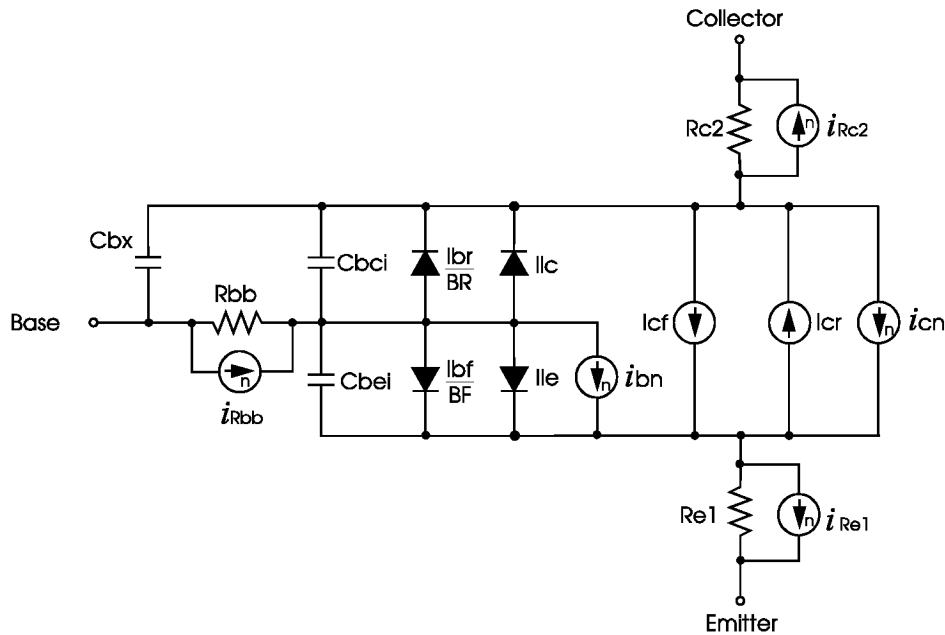 Collector
Rc2
n
iRc2
Cbx
Cbci
Ibr
BR
Ilc
Rbb
Base
Icf
Icr
n
icn
n
iRbb
Cbei
Ibf
BF
Ile
n
ibn
Re1
n
iRe1
Emitter